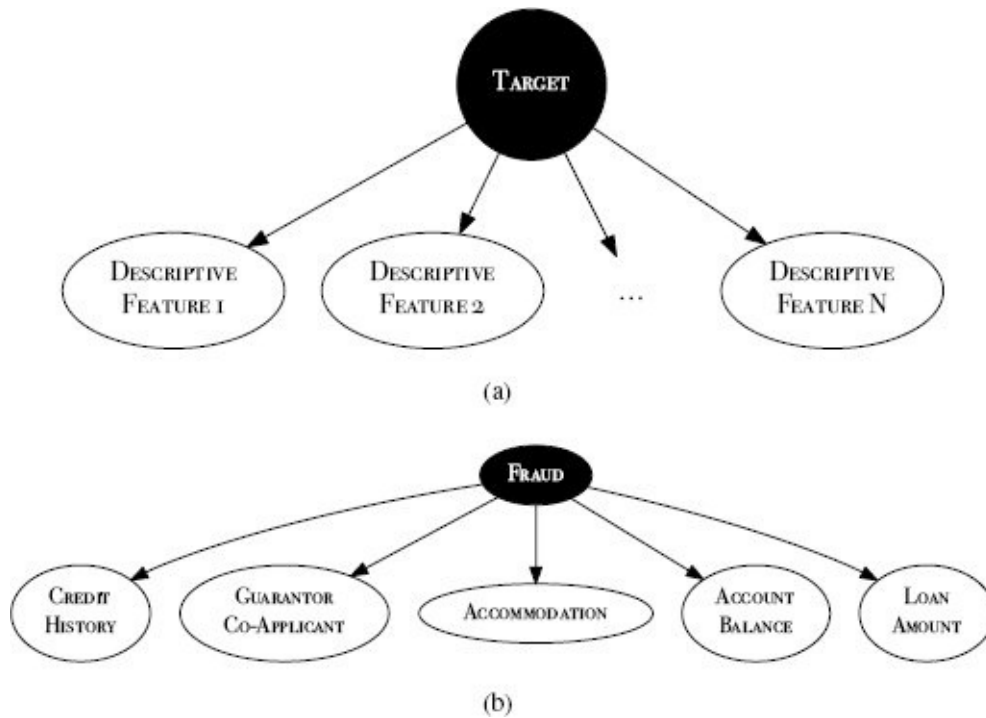 TARGET
DESCRIPTIVE
FEATURE 1
DESCRIPTIVE
FEATURE 2
...
DESCRIPTIVE
FEATURE N
(a)
FRAUD
CREDIT
HISTORY
GUARANTOR
CO-APPLICANT
ACCOMMODATION
ACCOUNT
BALANCE
LOAN
AMOUNT
(b)